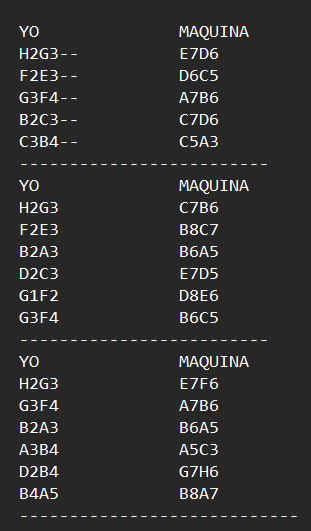 YO MAQUINA
H2G3-- E7D6
F2E3-- D6C5
G3F4-- A7B6
B2C3-- C7D6
C3B4-- C5A3
-------------------------
YO MAQUINA
H2G3 C7B6
F2E3 B8C7
B2A3 B6A5
D2C3 E7D5
G1F2 D8E6
G3F4 B6C5
-------------------------
YO MAQUINA
H2G3 E7F6
G3F4 A7B6
B2A3 B6A5
A3B4 A5C3
D2B4 G7H6
B4A5 B8A7
----------------------------